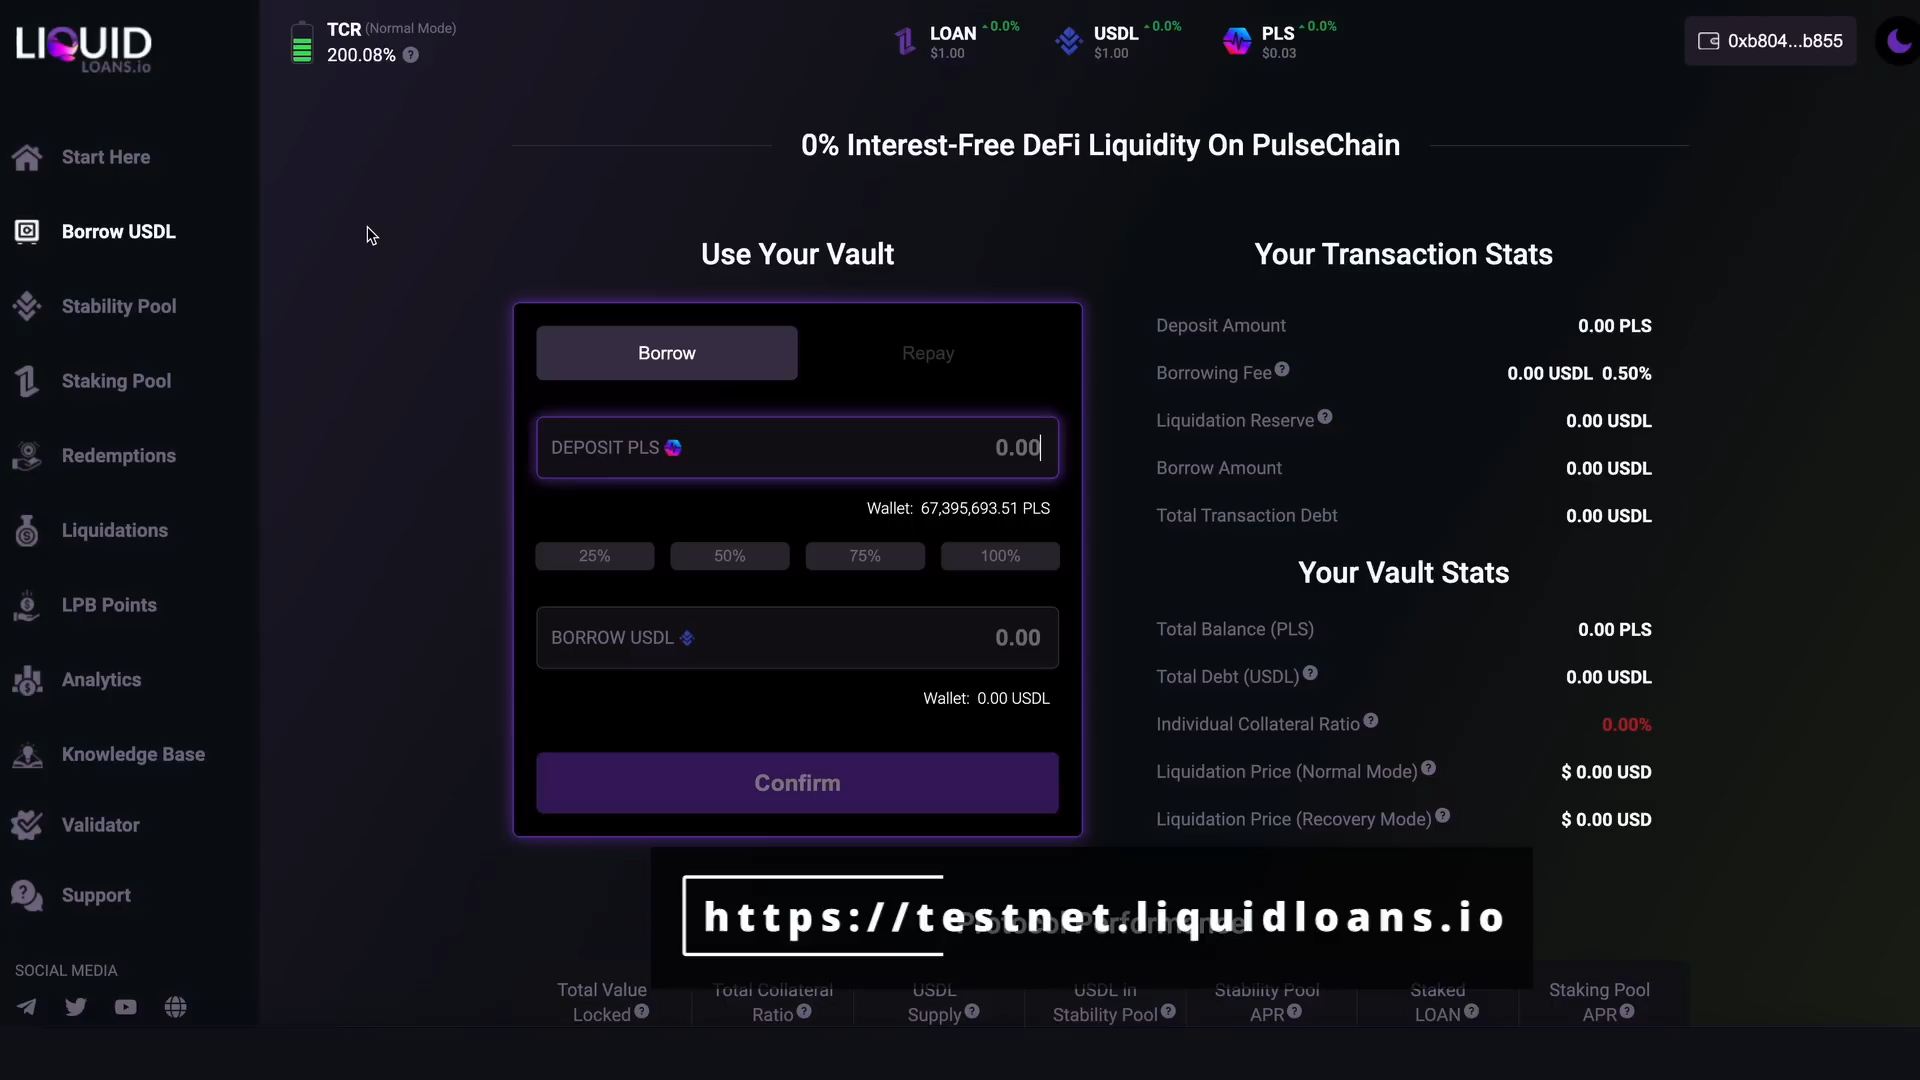 LIQUID
LOANS.io
TCR (Normal Mode)
200.08%
LOAN 0.0%
$1.00
USDL 0.0%
$1.00
PLS 0.0%
$0.03
0xb804...b855
Start Here
Borrow USDL
Stability Pool
Staking Pool
Redemptions
Liquidations
LPB Points
Analytics
Knowledge Base
Validator
Support
SOCIAL MEDIA
0% Interest-Free DeFi Liquidity On PulseChain
Use Your Vault
Borrow
Repay
DEPOSIT PLS
0.00
Wallet: 67,395,693.51 PLS
25%
50%
75%
100%
BORROW USDL
0.00
Wallet: 0.00 USDL
Confirm
Your Transaction Stats
Deposit Amount
0.00 PLS
Borrowing Fee
0.00 USDL 0.50%
Liquidation Reserve
0.00 USDL
Borrow Amount
0.00 USDL
Total Transaction Debt
0.00 USDL
Your Vault Stats
Total Balance (PLS)
0.00 PLS
Total Debt (USDL)
0.00 USDL
Individual Collateral Ratio
0.00%
Liquidation Price (Normal Mode)
$ 0.00 USD
Liquidation Price (Recovery Mode)
$ 0.00 USD
https://testnet.liquidloans.io
Protocol Performance
Total Value
Locked
Total Collateral
Ratio
USDL
Supply
USDL In
Stability Pool
Stability Pool
APR
Staked
LOAN
Staking Pool
APR